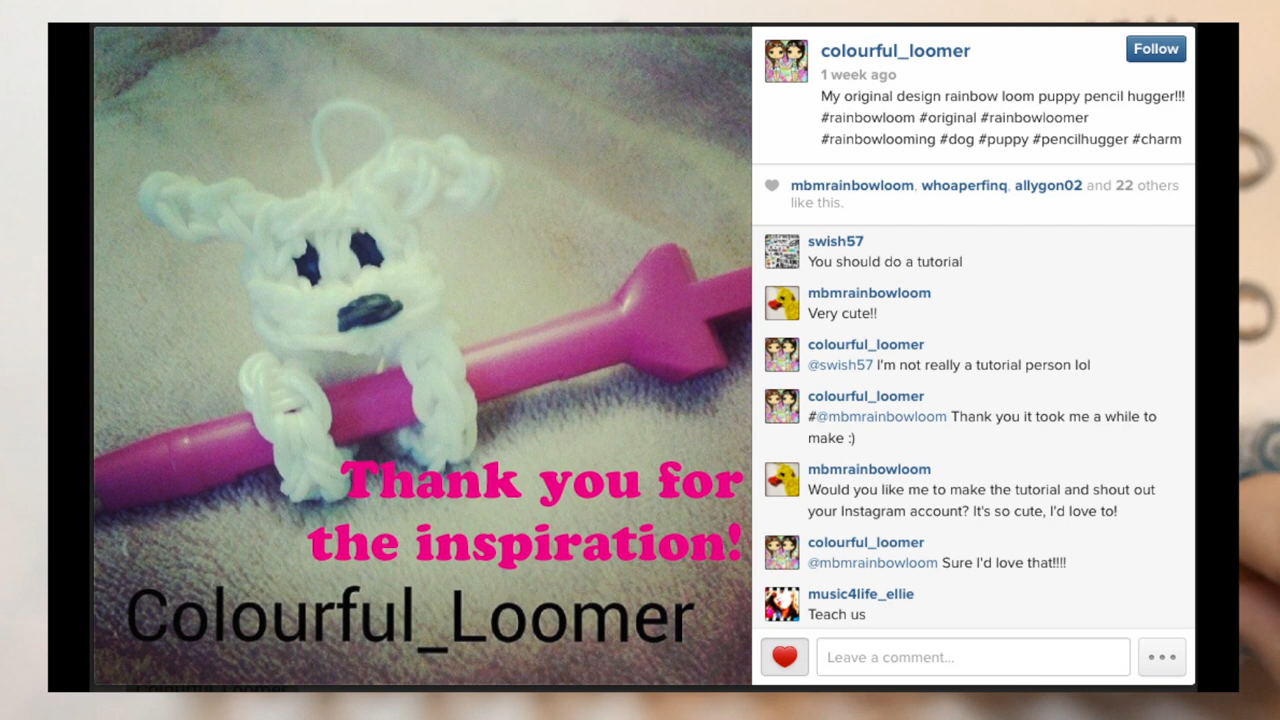 colourful_loomer
Follow
1 week ago
My original design rainbow loom puppy pencil hugger!!!
#rainbowloom #original #rainbowloomer
#rainbowlooming #dog #puppy #pencilhugger #charm
mbmrainbowloom, whoaperfinq, allygon02 and 22 others
like this.
swish57
You should do a tutorial
mbmrainbowloom
Very cute!!
colourful_loomer
@swish57 I'm not really a tutorial person lol
colourful_loomer
#@mbmrainbowloom Thank you it took me a while to
make :)
mbmrainbowloom
Would you like me to make the tutorial and shout out
your Instagram account? It's so cute, I'd love to!
colourful_loomer
@mbmrainbowloom Sure I'd love that!!!!
music4life_ellie
Teach us
Leave a comment...
Thank you for
the inspiration!
Colourful_Loomer
Colourful_Loomer